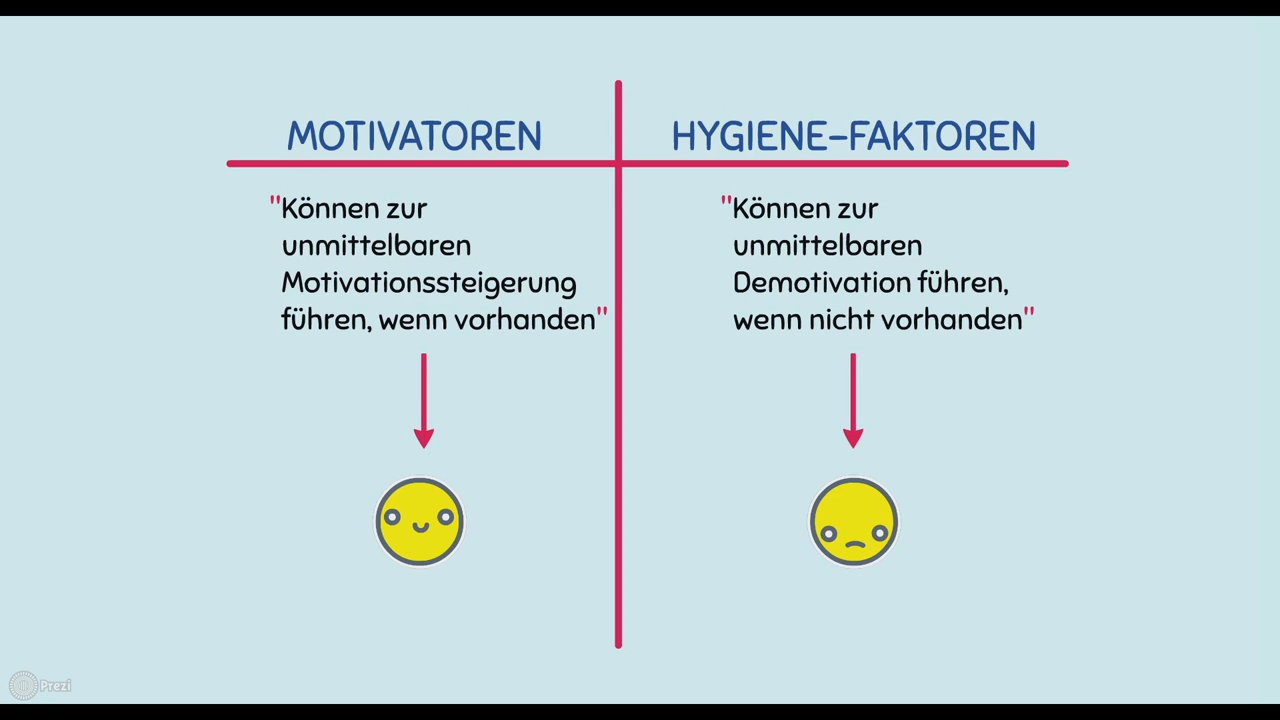 MOTIVATOREN
"Können zur
unmittelbaren
Motivationssteigerung
führen, wenn vorhanden"
HYGIENE-FAKTOREN
"Können zur
unmittelbaren
Demotivation führen,
wenn nicht vorhanden"
Prezi